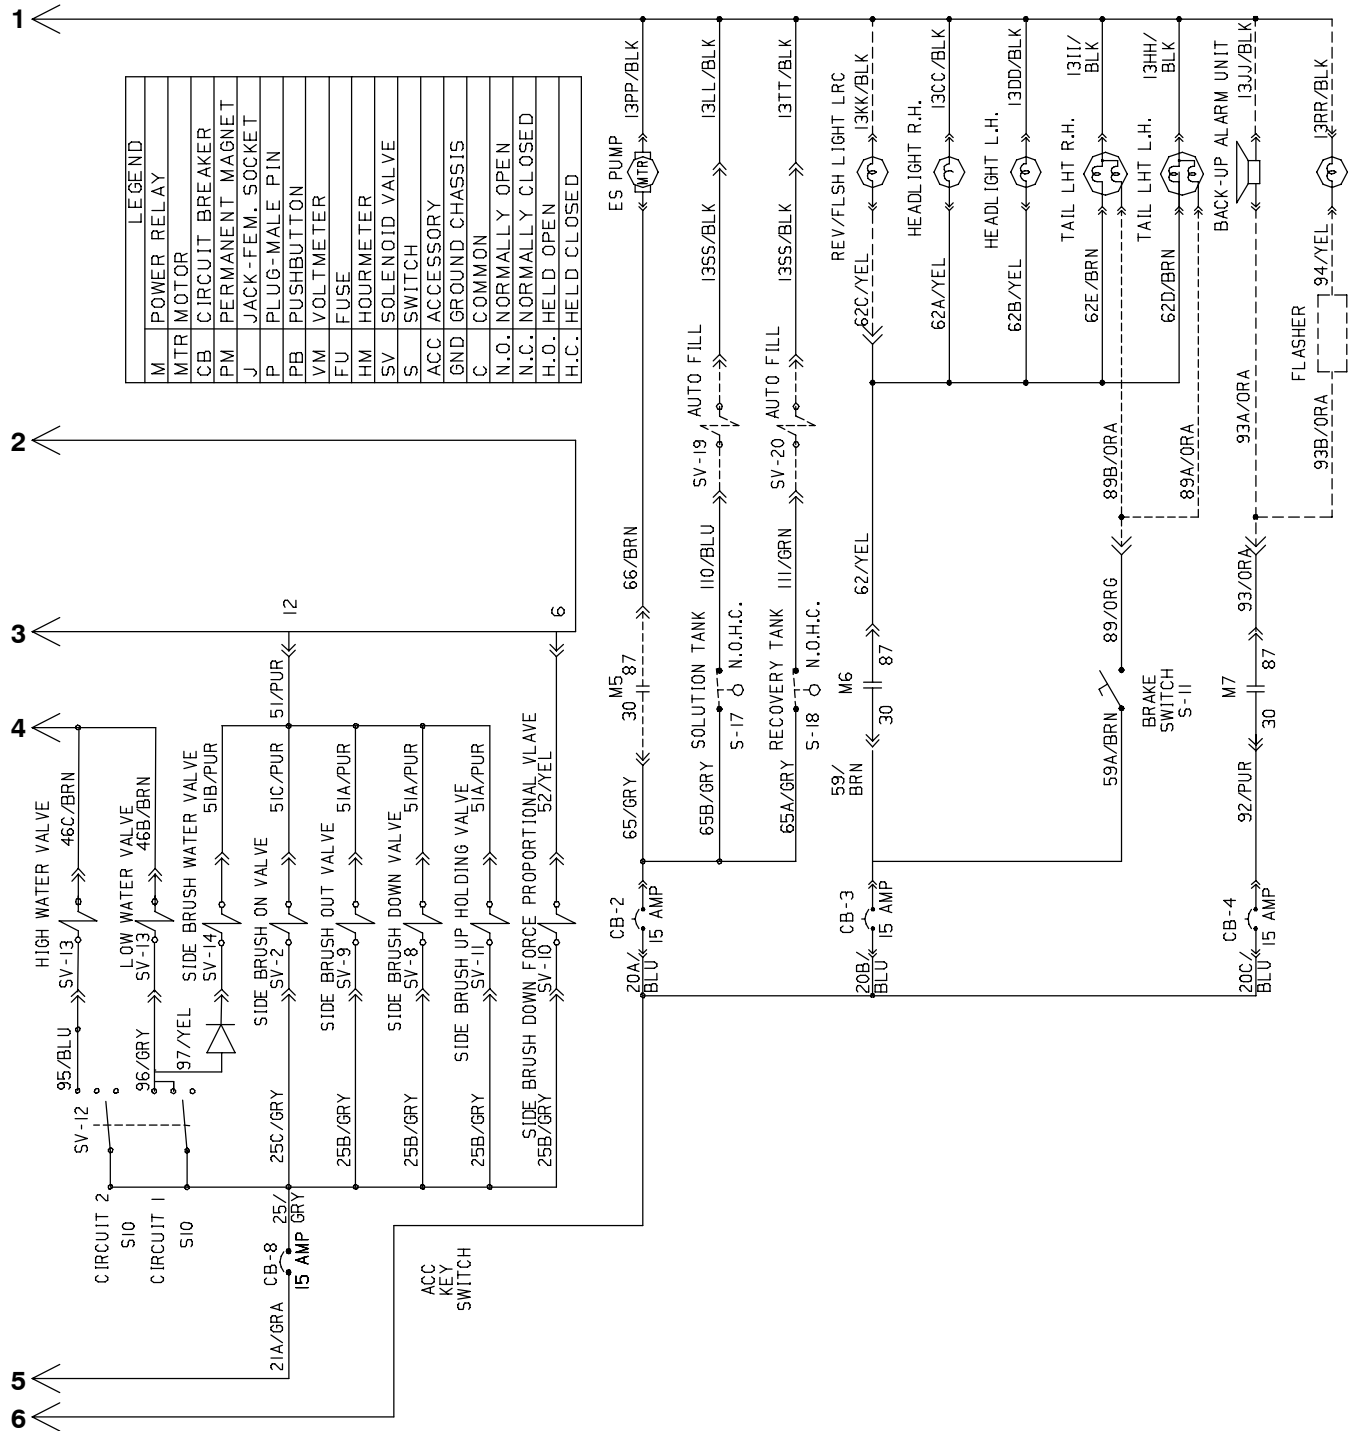 1
2
3
4
5
6
LEGEND
M POWER RELAY
MTR MOTOR
CB CIRCUIT BREAKER
PM PERMANENT MAGNET
J JACK-FEM. SOCKET
P PLUG-MALE PIN
PB PUSHBUTTON
VM VOLTMETER
FU FUSE
HM HOURMETER
SV SOLENOID VALVE
S SWITCH
ACC ACCESSORY
GND GROUND CHASSIS
C COMMON
N.O. NORMALLY OPEN
N.C. NORMALLY CLOSED
H.O. HELD OPEN
H.C. HELD CLOSED
12
6
HIGH WATER VALVE
46C/BRN
SV-13
95/BLU
LOW WATER VALVE
46B/BRN
SV-13
96/GRY
SIDE BRUSH WATER VALVE
51B/PUR
SV-14
97/YEL
51/PUR
SIDE BRUSH ON VALVE
51C/PUR
SV-2
25C/GRY
SIDE BRUSH OUT VALVE
51A/PUR
SV-9
25B/GRY
SIDE BRUSH DOWN VALVE
51A/PUR
SV-8
25B/GRY
SIDE BRUSH UP HOLDING VALVE
51A/PUR
SV-11
25B/GRY
SIDE BRUSH DOWN FORCE PROPORTIONAL VLAVE
52/YEL
SV-10
25B/GRY
SV-12
CIRCUIT 2
S10
CIRCUIT 1
S10
25/
GRY
CB-8
15 AMP
21A/GRA
ACC
KEY
SWITCH
ES PUMP
13PP/BLK
MTR
66/BRN
87
M5
30
65/GRY
CB-2
15 AMP
20A/
BLU
13LL/BLK
13SS/BLK
AUTO FILL
SV-19
110/BLU
SOLUTION TANK
N.O.H.C.
S-17
65B/GRY
13TT/BLK
13SS/BLK
AUTO FILL
SV-20
111/GRN
RECOVERY TANK
N.O.H.C.
S-18
65A/GRY
REV/FLSH LIGHT LRC
13KK/BLK
62C/YEL
HEADLIGHT R.H.
13CC/BLK
62A/YEL
HEADLIGHT L.H.
13DD/BLK
62B/YEL
TAIL LHT R.H.
13II/
BLK
62E/BRN
TAIL LHT L.H.
13HH/
BLK
62D/BRN
62/YEL
87
M6
30
59/
BRN
CB-3
15 AMP
20B/
BLU
89B/ORA
89A/ORA
89/ORG
BRAKE
SWITCH
S-11
59A/BRN
BACK-UP ALARM UNIT
13JJ/BLK
93A/ORA
13RR/BLK
94/YEL
FLASHER
93B/ORA
93/ORA
87
M7
30
92/PUR
CB-4
15 AMP
20C/
BLU